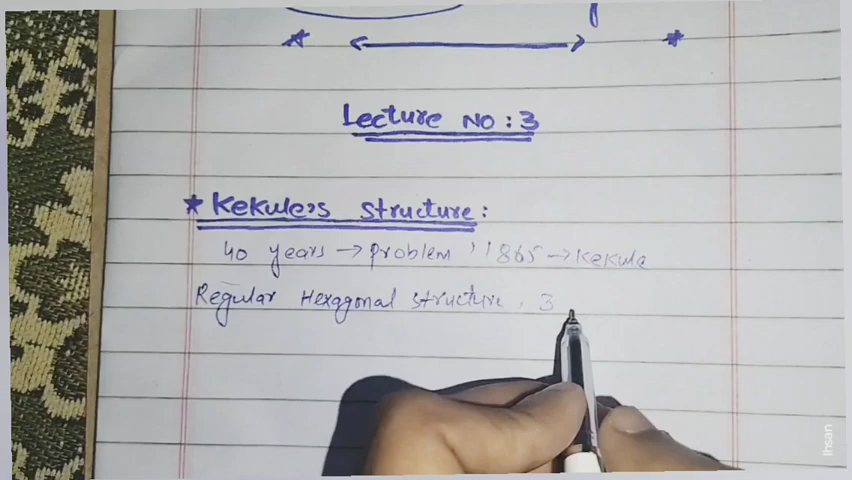 Lecture No : 3
* Kekule's structure :
40 years → Problem , 1865 → Kekule
Regular Hexagonal structure , 3
Ihsan